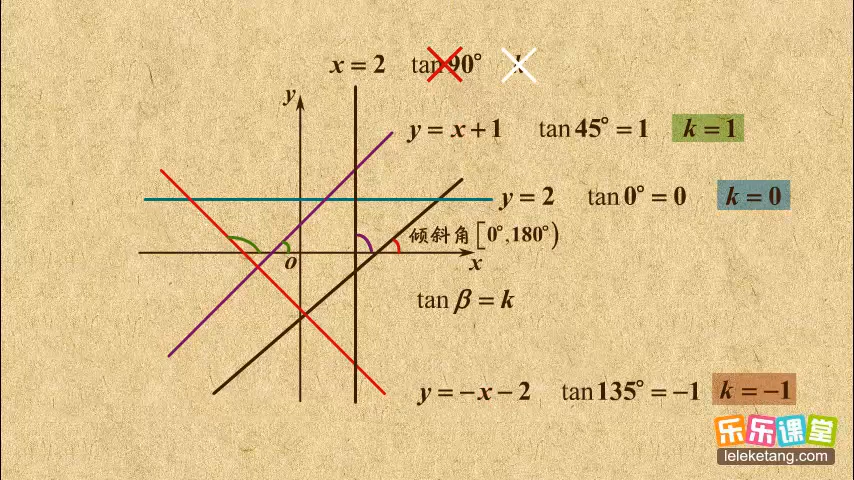 x = 2 tan 90° k
y
y = x + 1 tan 45° = 1 k = 1
y = 2 tan 0° = 0 k = 0
倾斜角 [0°,180°)
o x
tan β = k
y = −x − 2 tan 135° = −1 k = −1
乐乐课堂
leleketang.com